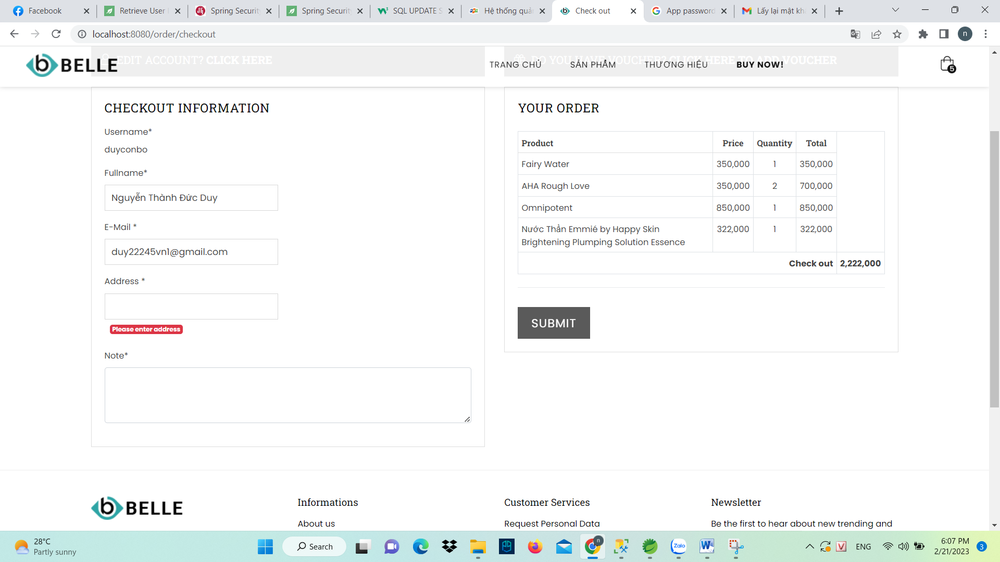 Facebook
Retrieve User
Spring Security
Spring Security
SQL UPDATE S
Hệ thống quản
Check out
App password
Lấy lại mật kh
localhost:8080/order/checkout
n
BELLE
EDIT ACCOUNT? CLICK HERE
DO YOU HAVE VOUCHER? CLICK HERE TO ADD VOUCHER
TRANG CHỦ
SẢN PHẨM
THƯƠNG HIỆU
BUY NOW!
5
CHECKOUT INFORMATION
Username*
duyconbo
Fullname*
Nguyễn Thành Đức Duy
E-Mail *
duy22245vn1@gmail.com
Address *
Please enter address
Note*
YOUR ORDER
Product Price Quantity Total
Fairy Water 350,000 1 350,000
AHA Rough Love 350,000 2 700,000
Omnipotent 850,000 1 850,000
Nước Thần Emmié by Happy Skin 322,000 1 322,000
Brightening Plumping Solution Essence
Check out 2,222,000
SUBMIT
BELLE
Informations
About us
Customer Services
Request Personal Data
Newsletter
Be the first to hear about new trending and
28°C
Partly sunny
Search
n
Zalo
ENG
6:07 PM
2/21/2023
3